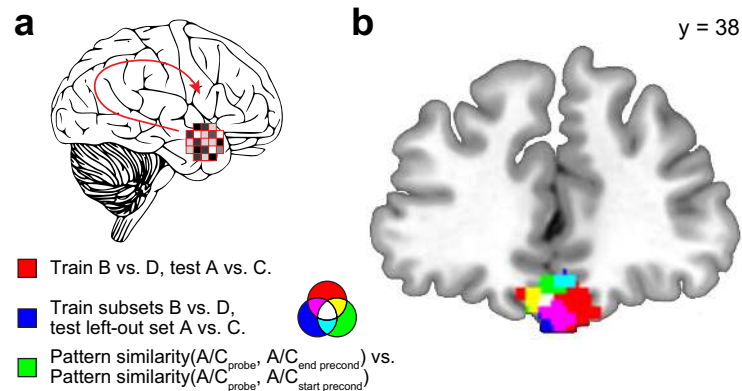 a
b
y = 38
Train B vs. D, test A vs. C.
Train subsets B vs. D,
test left-out set A vs. C.
Pattern similarity(A/Cprobe, A/Cend precond) vs.
Pattern similarity(A/Cprobe, A/Cstart precond)